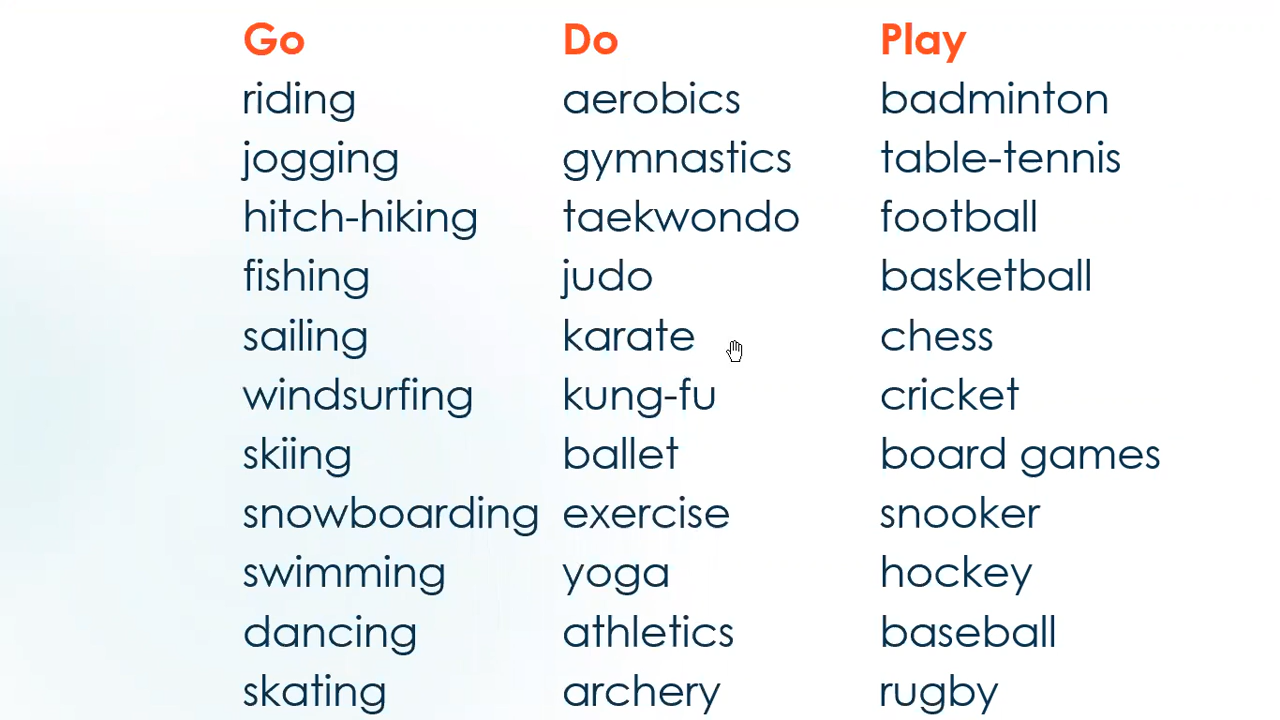 Go Do Play
riding aerobics badminton
jogging gymnastics table-tennis
hitch-hiking taekwondo football
fishing judo basketball
sailing karate chess
windsurfing kung-fu cricket
skiing ballet board games
snowboarding exercise snooker
swimming yoga hockey
dancing athletics baseball
skating archery rugby